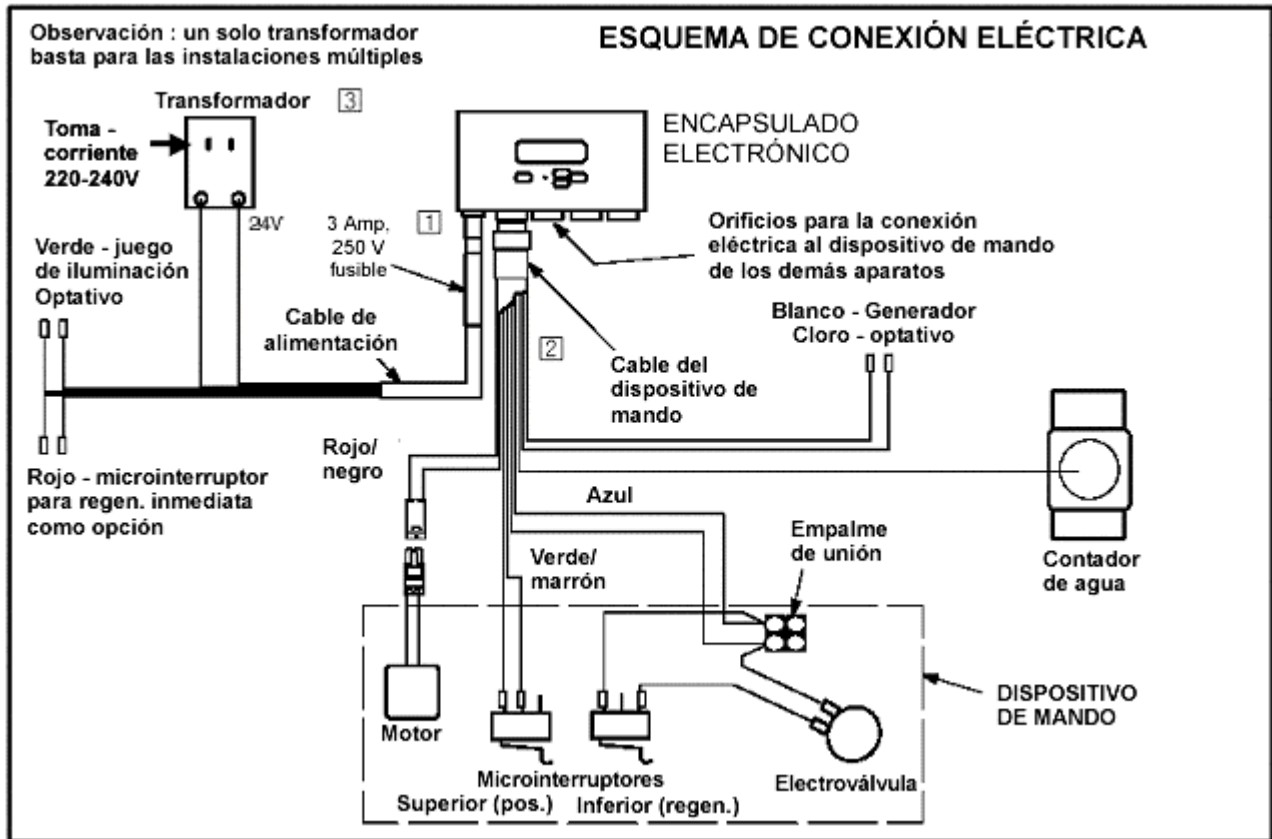 Observación : un solo transformador
basta para las instalaciones múltiples
ESQUEMA DE CONEXIÓN ELÉCTRICA
Transformador 3
Toma -
corriente
220-240V
24V
ENCAPSULADO
ELECTRÓNICO
3 Amp,
250 V
fusible
1
Orificios para la conexión
eléctrica al dispositivo de mando
de los demás aparatos
Verde - juego
de iluminación
Optativo
Cable de
alimentación
2
Cable del
dispositivo de
mando
Blanco - Generador
Cloro - optativo
Rojo - microinterruptor
para regen. inmediata
como opción
Rojo/
negro
Azul
Verde/
marrón
Empalme
de unión
Contador
de agua
Motor
Microinterruptores
Superior (pos.) Inferior (regen.)
Electroválvula
DISPOSITIVO
DE MANDO